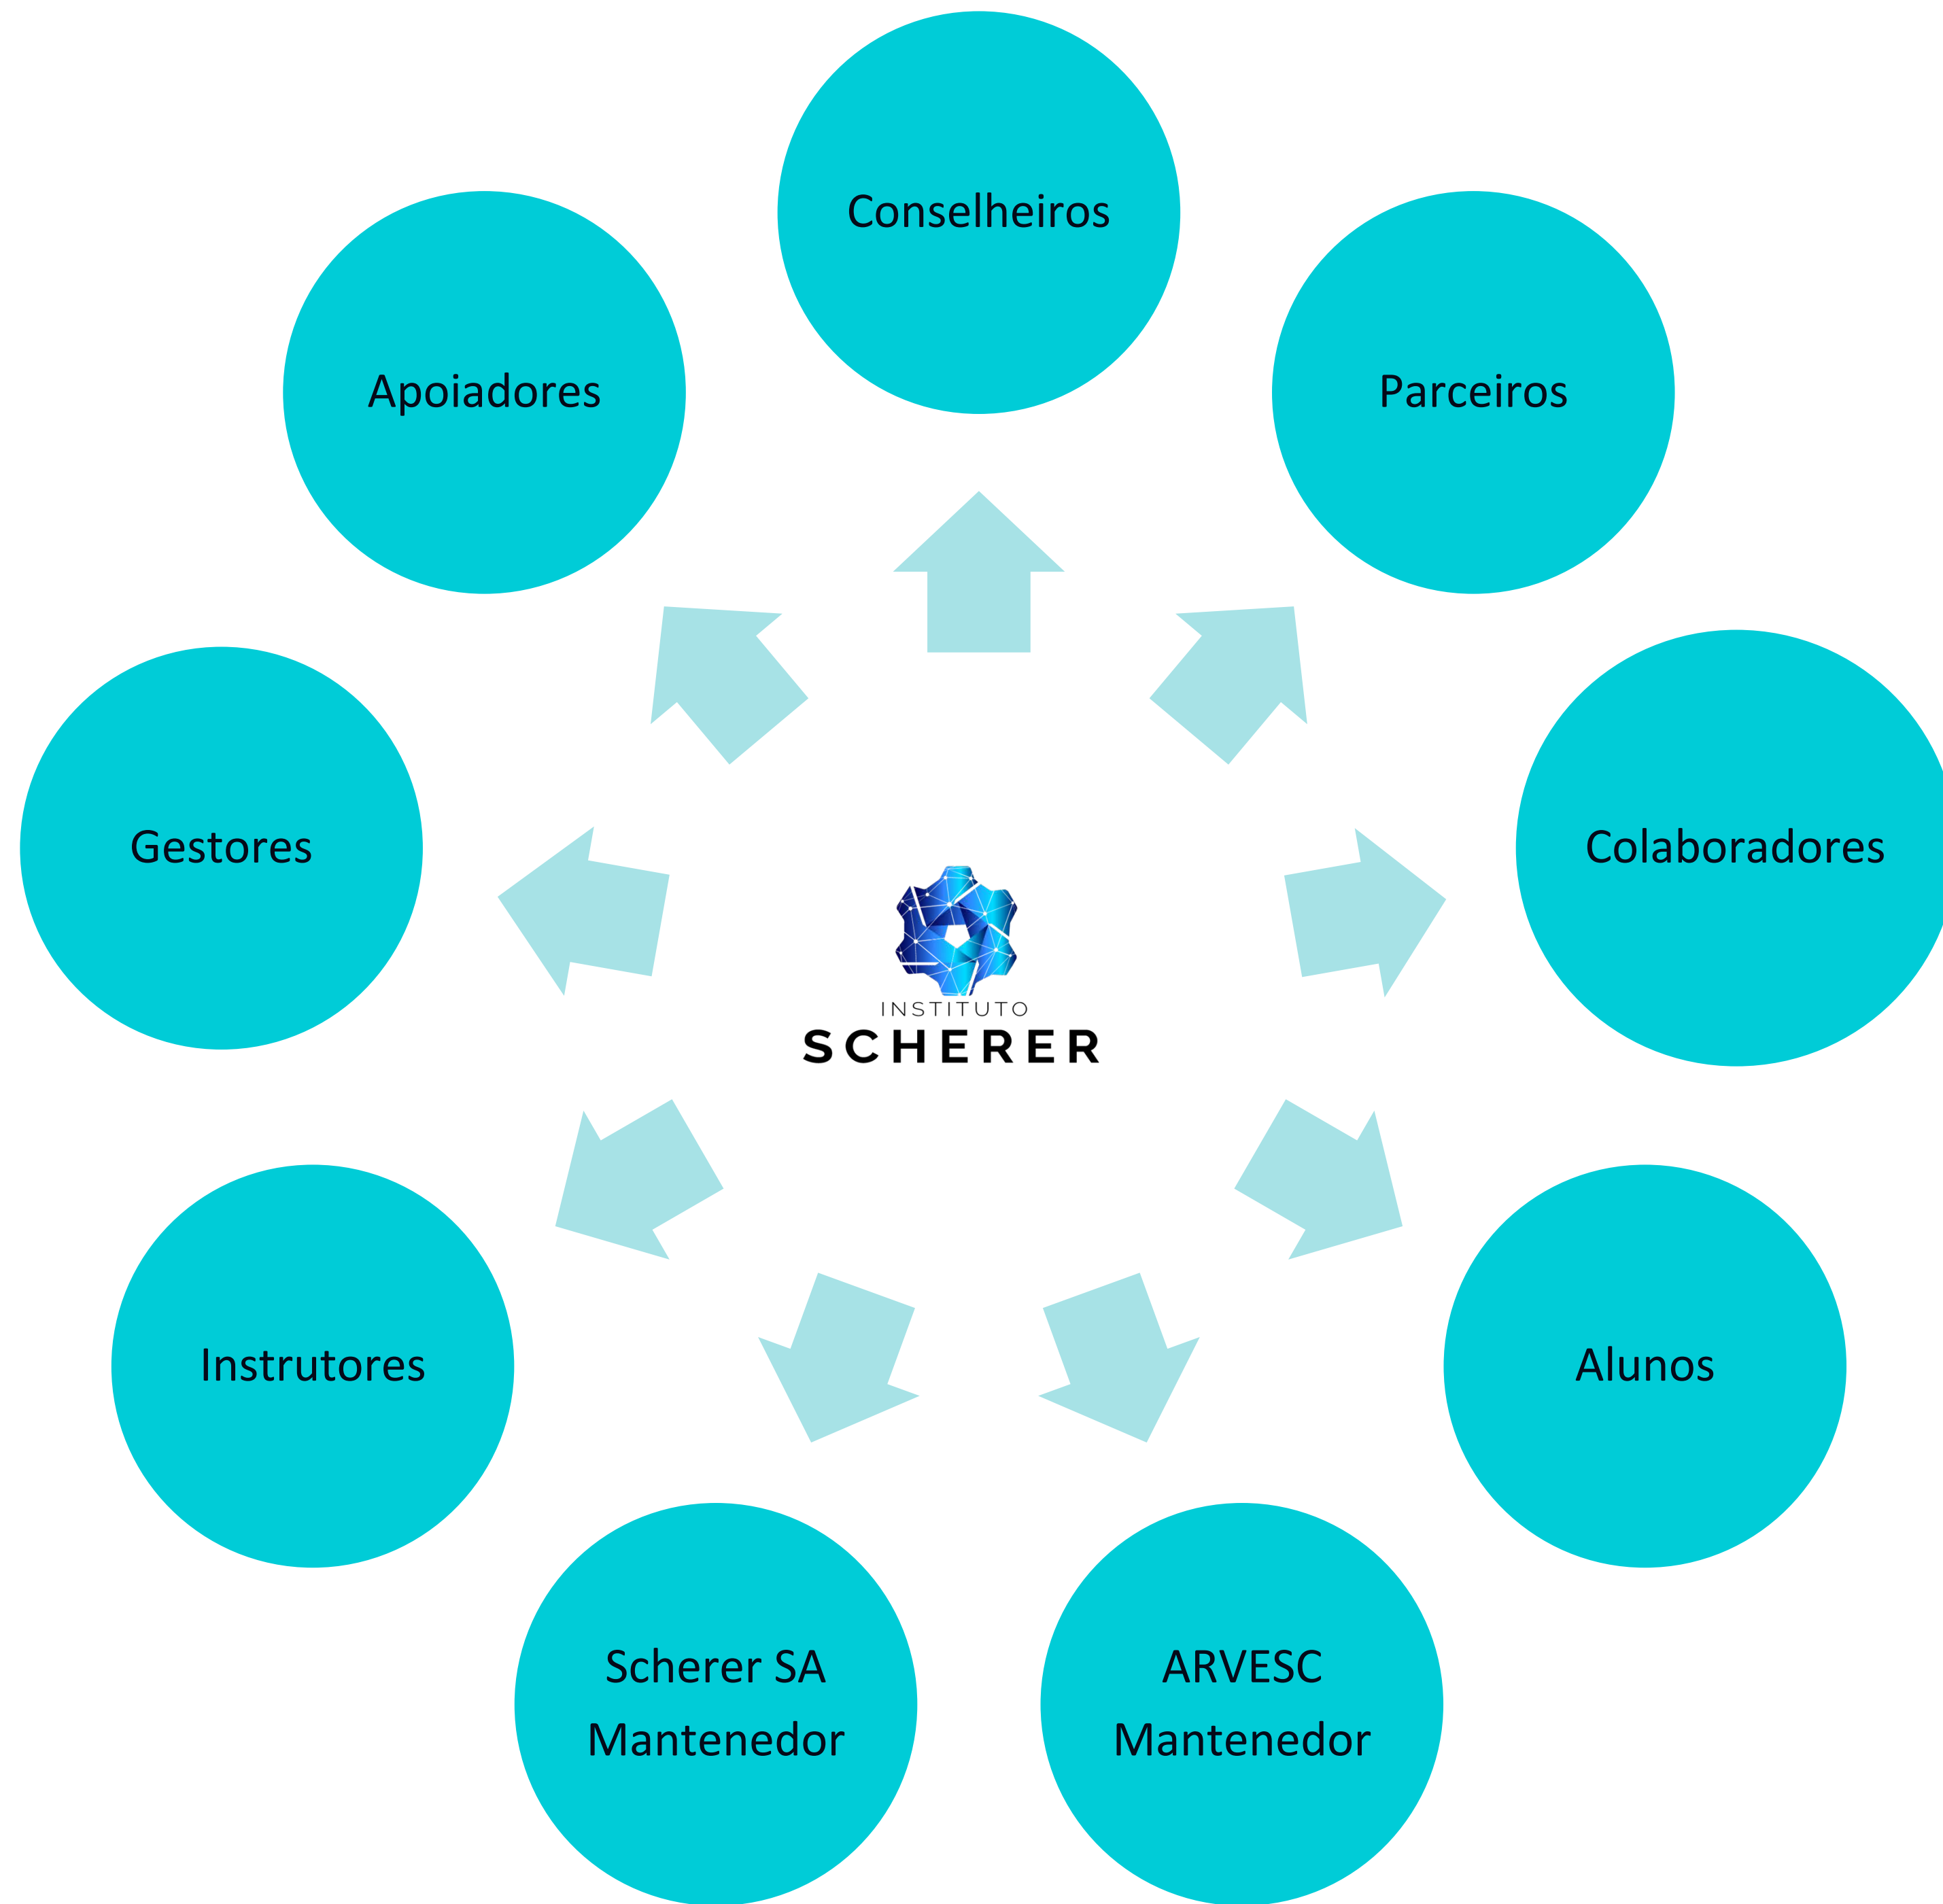 Conselheiros
Apoiadores
Parceiros
Gestores
Colaboradores
INSTITUTO
SCHERER
Instrutores
Alunos
Scherer SA
Mantenedor
ARVESC
Mantenedor